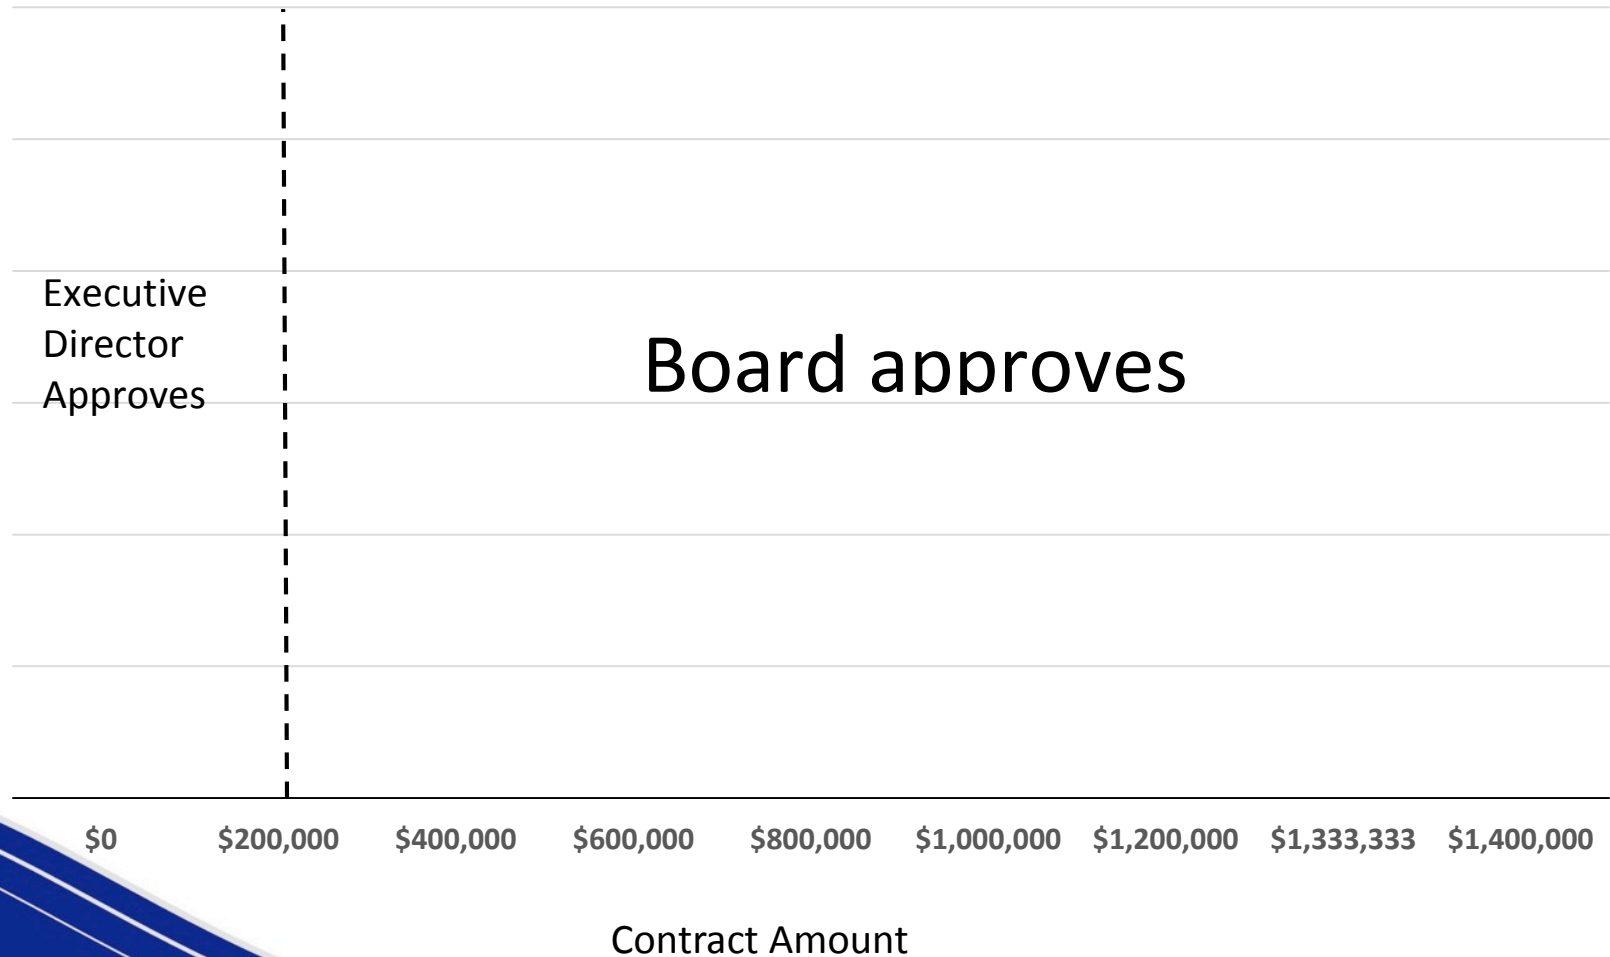 Executive
Director
Approves
Board approves
$0 $200,000 $400,000 $600,000 $800,000 $1,000,000 $1,200,000 $1,333,333 $1,400,000
Contract Amount